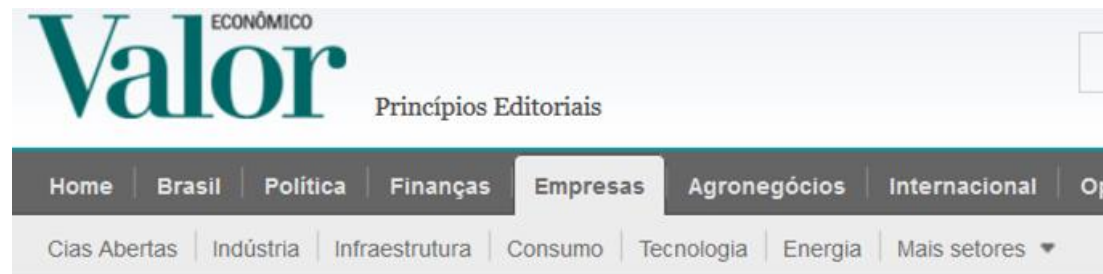 ECONÔMICO
Valor
Princípios Editoriais
Home Brasil Política Finanças Empresas Agronegócios Internacional
Cias Abertas Indústria Infraestrutura Consumo Tecnologia Energia Mais setores